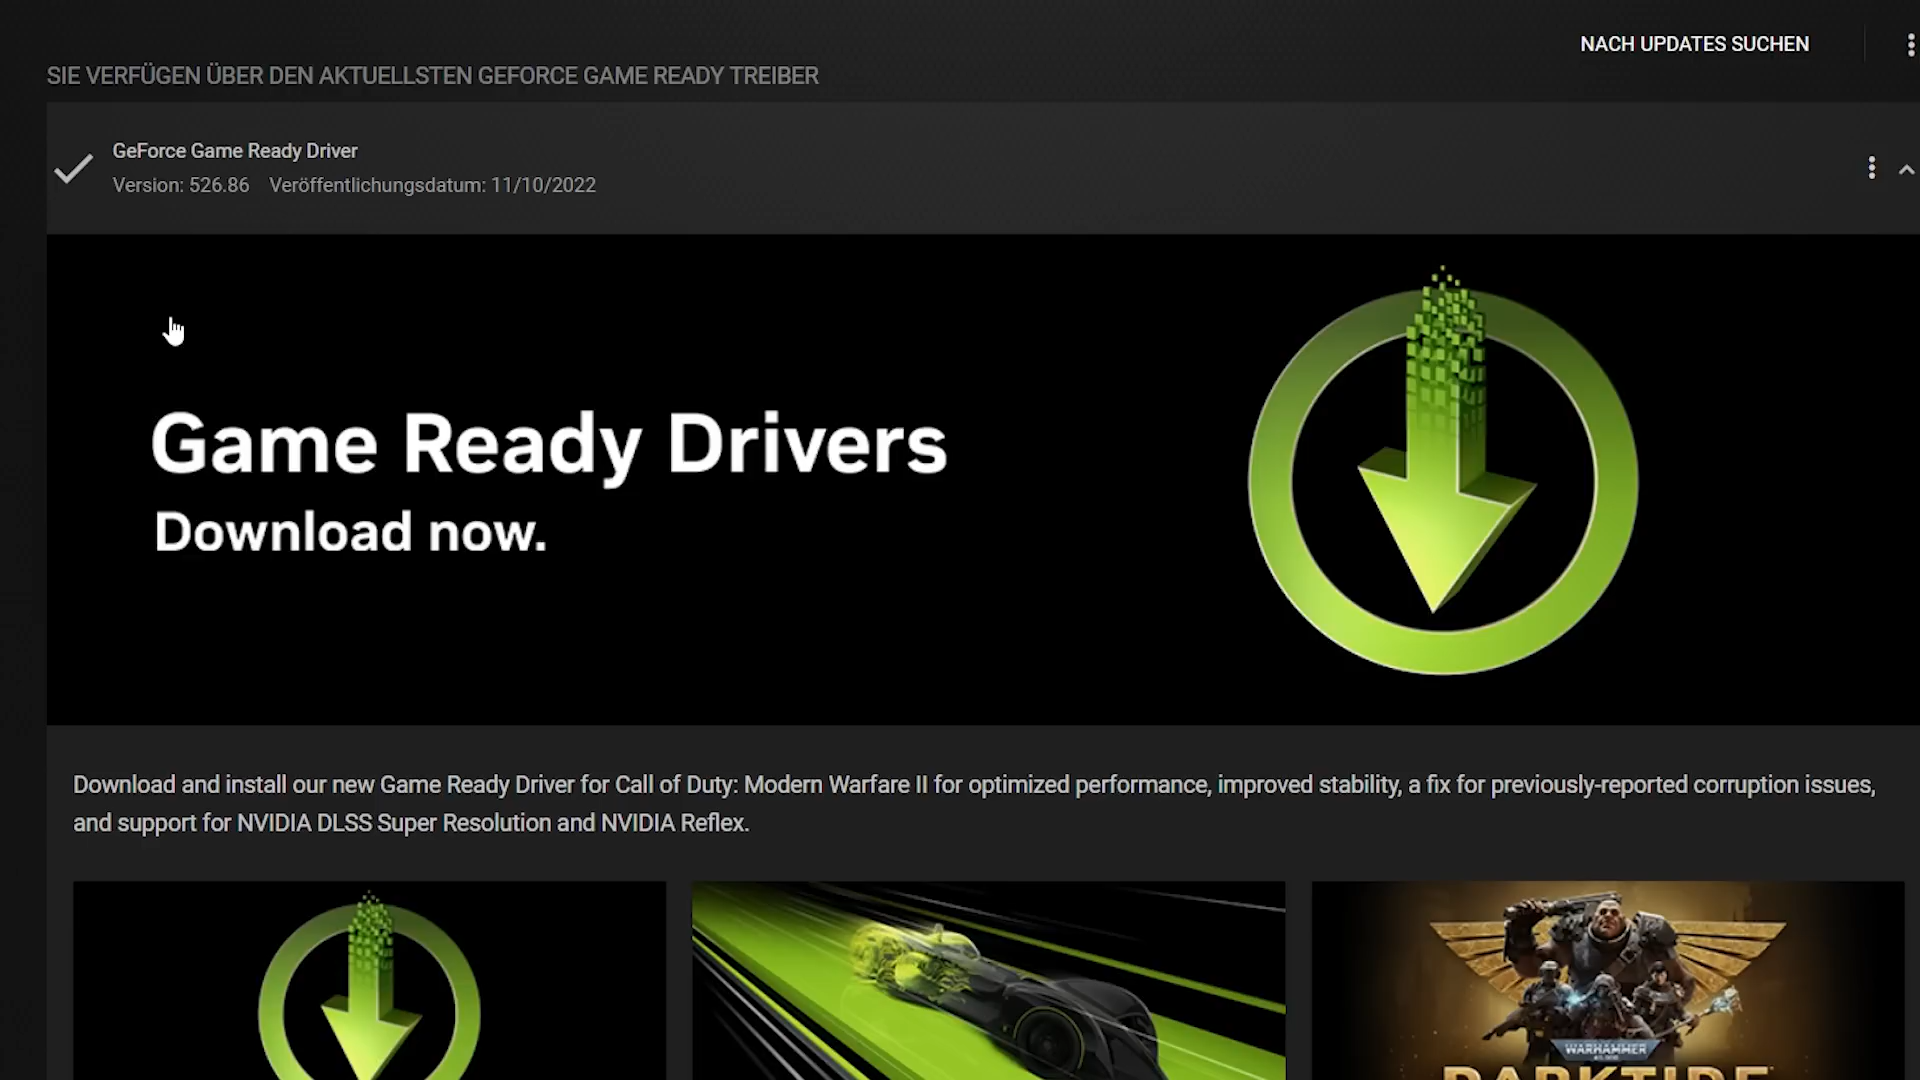 NACH UPDATES SUCHEN
SIE VERFÜGEN ÜBER DEN AKTUELLSTEN GEFORCE GAME READY TREIBER
GeForce Game Ready Driver
Version: 526.86 Veröffentlichungsdatum: 11/10/2022
Game Ready Drivers
Download now.
Download and install our new Game Ready Driver for Call of Duty: Modern Warfare II for optimized performance, improved stability, a fix for previously-reported corruption issues,
and support for NVIDIA DLSS Super Resolution and NVIDIA Reflex.
WARHAMMER
DARKTIDE